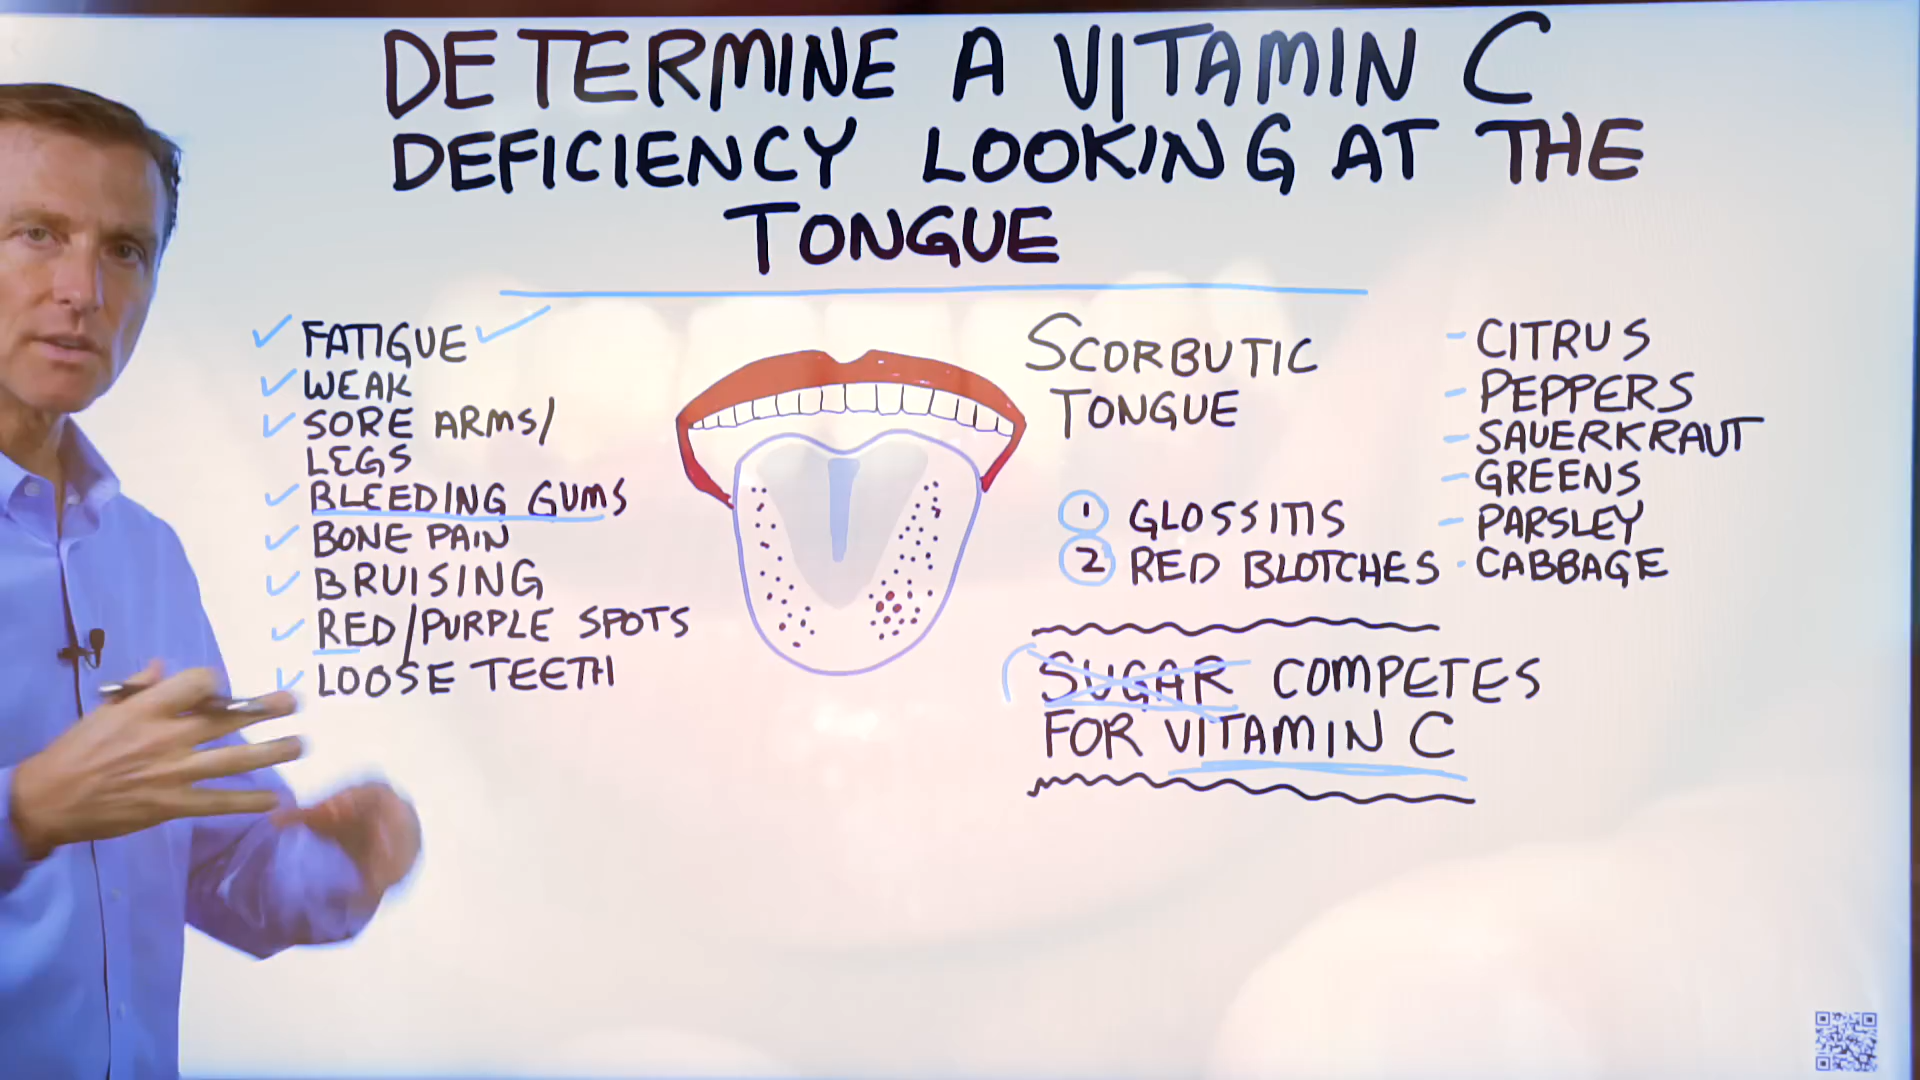 DETERMINE A VITAMIN C
DEFICIENCY LOOKING AT THE
TONGUE
FATIGUE
WEAK
SORE ARMS/
LEGS
BLEEDING GUMS
BONE PAIN
BRUISING
RED/PURPLE SPOTS
LOOSE TEETH
SCORBUTIC
TONGUE
1 GLOSSITIS
2 RED BLOTCHES
SUGAR COMPETES
FOR VITAMIN C
- CITRUS
- PEPPERS
- SAUERKRAUT
- GREENS
- PARSLEY
· CABBAGE